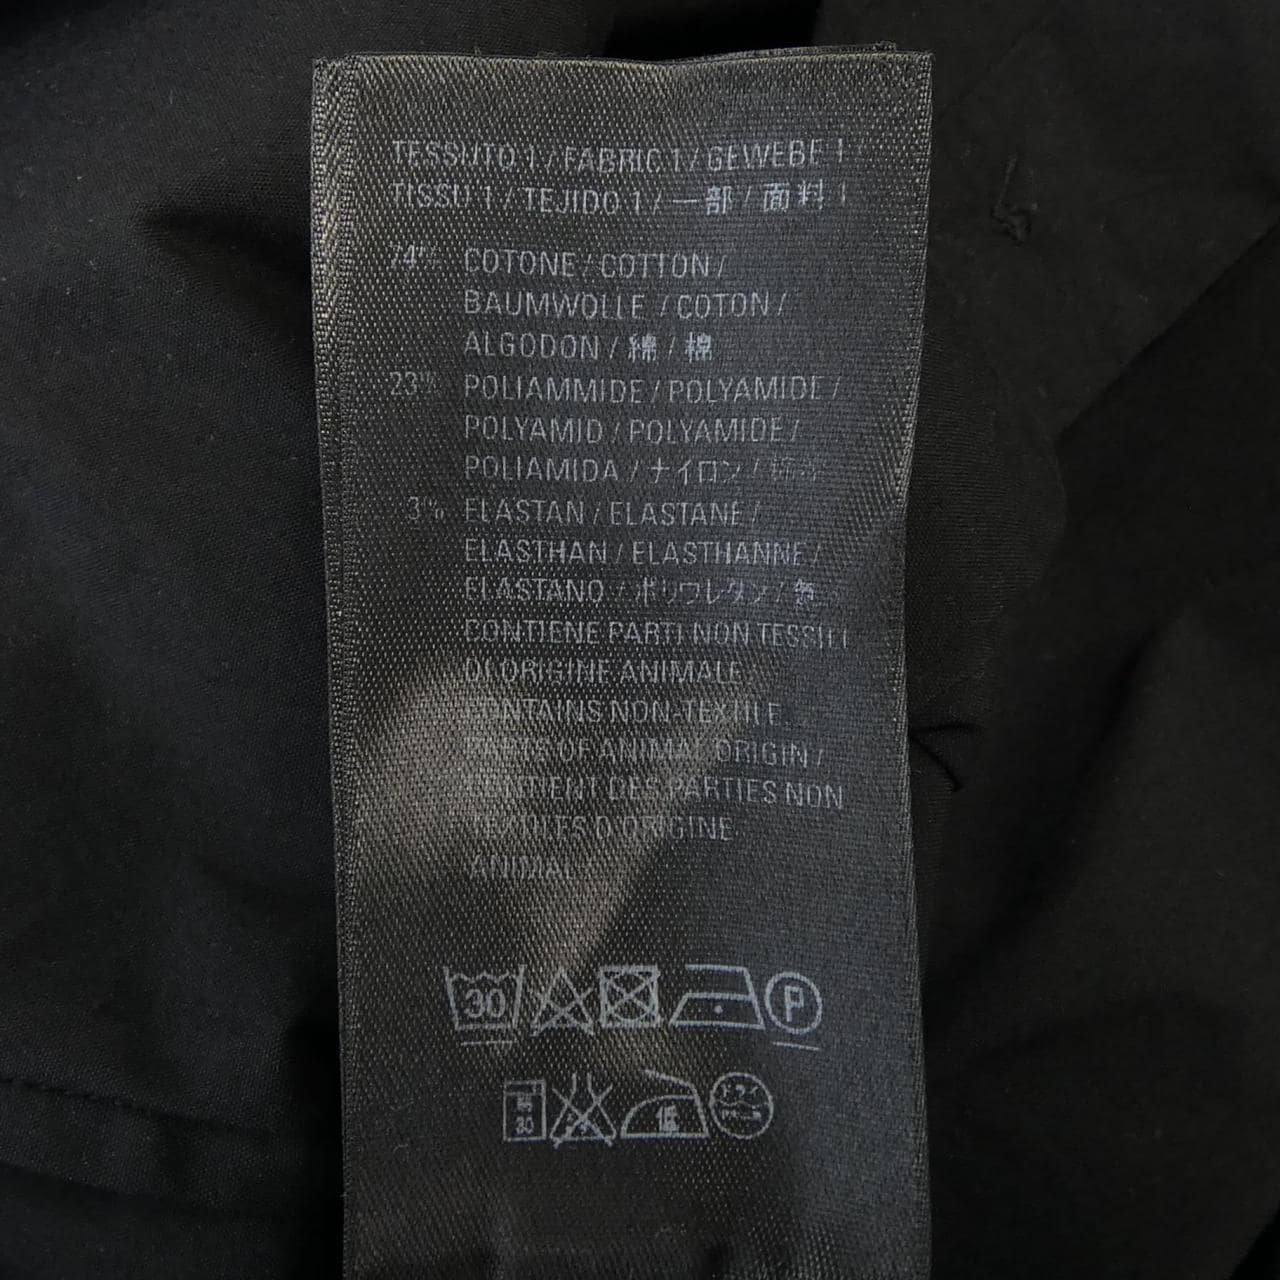 TESSUTO 1 / FABRIC 1 / GEWEBE 1 /
TISSU 1 / TEJIDO 1 / 一部 / 面料 1
74% COTONE / COTTON /
BAUMWOLLE / COTON /
ALGODON / 綿 / 棉
23% POLIAMMIDE / POLYAMIDE /
POLYAMID / POLYAMIDE /
POLIAMIDA / ナイロン /
3% ELASTAN / ELASTANE /
ELASTHAN / ELASTHANNE /
ELASTANO / ポリウレタン /
CONTIENE PARTI NON TESSILI
DI ORIGINE ANIMALE
CONTAINS NON-TEXTILE
PARTS OF ANIMAL ORIGIN /
DES PARTIES NON
TEXTILES D'ORIGINE
ANIMAL
30 P
30 低